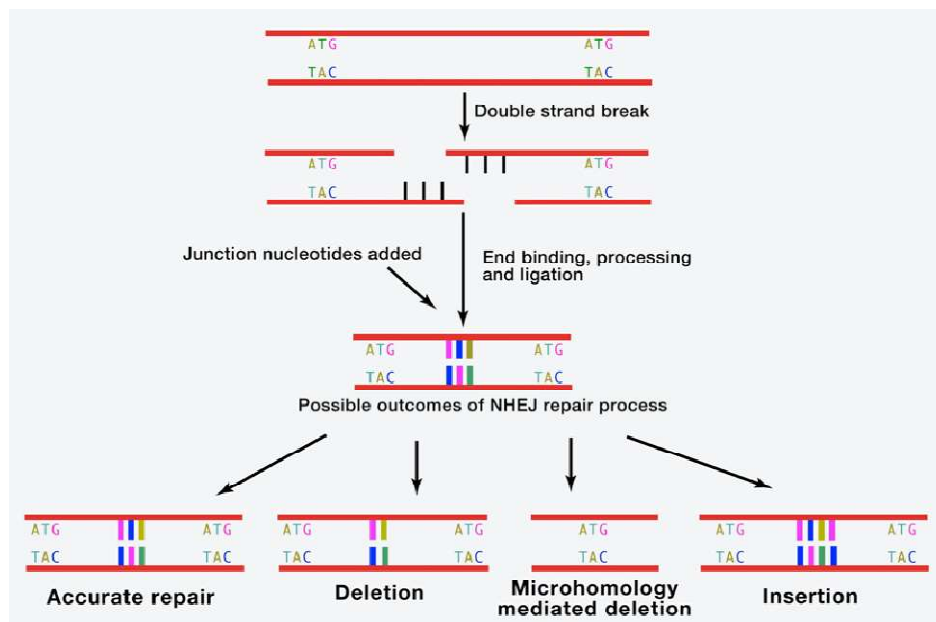 ATG ATG
TAC TAC
Double strand break
ATG ATG
TAC TAC
Junction nucleotides added
End binding, processing
and ligation
ATG ATG
TAC TAC
Possible outcomes of NHEJ repair process
ATG ATG ATG ATG ATG ATG ATG
TAC TAC TAC TAC TAC TAC TAC
Accurate repair
Deletion
Microhomology
mediated deletion
Insertion